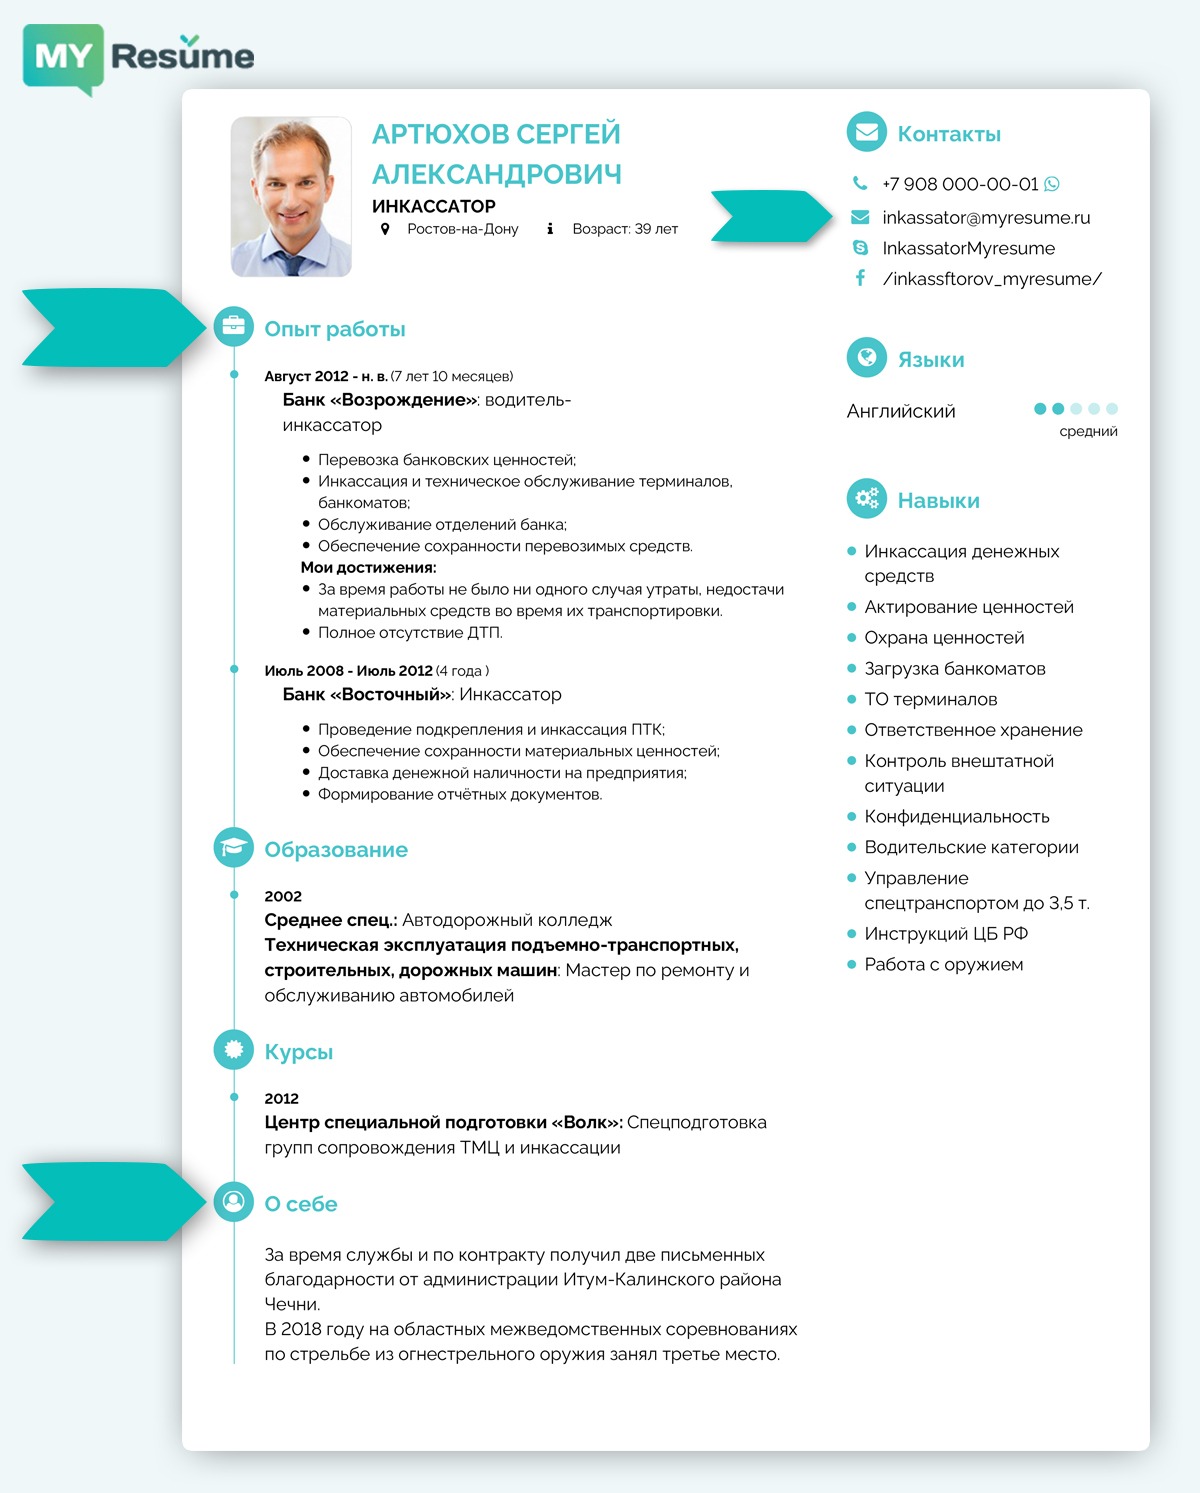 MY Resume
АРТЮХОВ СЕРГЕЙ
АЛЕКСАНДРОВИЧ
ИНКАССАТОР
Ростов-на-Дону Возраст: 39 лет
Опыт работы
Август 2012 - н. в. (7 лет 10 месяцев)
Банк «Возрождение»: водитель-
инкассатор
Перевозка банковских ценностей;
Инкассация и техническое обслуживание терминалов,
банкоматов;
Обслуживание отделений банка;
Обеспечение сохранности перевозимых средств.
Мои достижения:
За время работы не было ни одного случая утраты, недостачи
материальных средств во время их транспортировки.
Полное отсутствие ДТП.
Июль 2008 - Июль 2012 (4 года )
Банк «Восточный»: Инкассатор
Проведение подкрепления и инкассация ПТК;
Обеспечение сохранности материальных ценностей;
Доставка денежной наличности на предприятия;
Формирование отчётных документов.
Образование
2002
Среднее спец.: Автодорожный колледж
Техническая эксплуатация подъемно-транспортных,
строительных, дорожных машин: Мастер по ремонту и
обслуживанию автомобилей
Курсы
2012
Центр специальной подготовки «Волк»: Спецподготовка
групп сопровождения ТМЦ и инкассации
О себе
За время службы и по контракту получил две письменных
благодарности от администрации Итум-Калинского района
Чечни.
В 2018 году на областных межведомственных соревнованиях
по стрельбе из огнестрельного оружия занял третье место.
Контакты
+7 908 000-00-01
inkassator@myresume.ru
InkassatorMyresume
/inkassftorov_myresume/
Языки
Английский
средний
Навыки
Инкассация денежных
средств
Актирование ценностей
Охрана ценностей
Загрузка банкоматов
ТО терминалов
Ответственное хранение
Контроль внештатной
ситуации
Конфиденциальность
Водительские категории
Управление
спецтранспортом до 3,5 т.
Инструкций ЦБ РФ
Работа с оружием